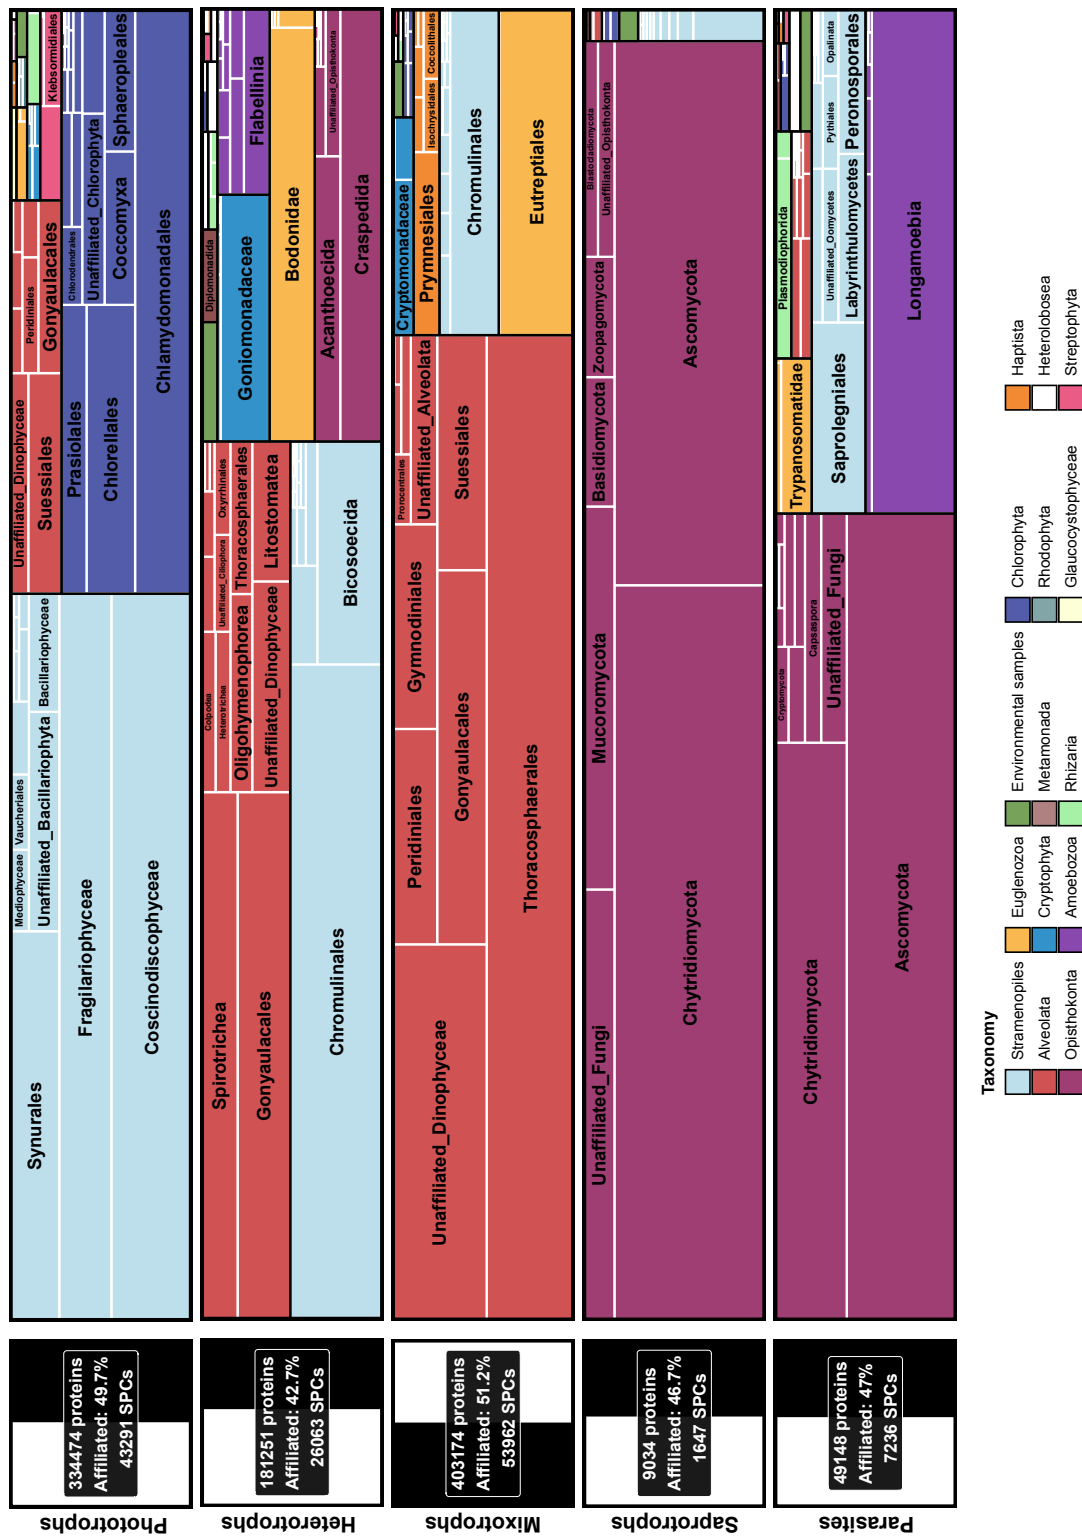 Phototrophs
334474 proteins
Affiliated: 49.7%
43291 SPCs
Synurales
Mediophyceae
Vaucheriales
Unaffiliated_Bacillariophyta
Bacillariophyceae
Fragilariophyceae
Coscinodiscophyceae
Unaffiliated_Dinophyceae
Suessiales
Peridiniales
Gonyaulacales
Klebsormidiales
Prasiolales
Chlorodendrales
Unaffiliated_Chlorophyta
Chlorellales
Coccomyxa
Sphaeropleales
Chlamydomonadales
Heterotrophs
181251 proteins
Affiliated: 42.7%
26063 SPCs
Spirotrichea
Gonyaulacales
Colpodea
Heterotrichea
Unaffiliated_Ciliophora
Oxyrrhinales
Oligohymenophorea
Thoracosphaerales
Unaffiliated_Dinophyceae
Litostomatea
Chromulinales
Bicosoecida
Diplomonadida
Goniomonadaceae
Flabellinia
Bodonidae
Acanthoecida
Unaffiliated_Opisthokonta
Craspedida
Mixotrophs
403174 proteins
Affiliated: 51.2%
53962 SPCs
Unaffiliated_Dinophyceae
Peridiniales
Gymnodiniales
Prorocentrales
Unaffiliated_Alveolata
Gonyaulacales
Suessiales
Thoracosphaerales
Cryptomonadaceae
Prymnesiales
Isochrysidales
Coccolithales
Chromulinales
Eutreptiales
Saprotrophs
9034 proteins
Affiliated: 46.7%
1647 SPCs
Unaffiliated_Fungi
Mucoromycota
Basidiomycota
Zoopagomycota
Blastocladiomycota
Unaffiliated_Opisthokonta
Chytridiomycota
Ascomycota
Parasites
49148 proteins
Affiliated: 47%
7236 SPCs
Chytridiomycota
Cryptomycota
Capsaspora
Unaffiliated_Fungi
Ascomycota
Trypanosomatidae
Plasmodiophorida
Saprolegniales
Unaffiliated_Oomycetes
Pythiales
Opalinata
Labyrinthulomycetes
Peronosporales
Longamoebia
Taxonomy
Stramenopiles
Euglenozoa
Environmental samples
Chlorophyta
Haptista
Alveolata
Cryptophyta
Metamonada
Rhodophyta
Heterolobosea
Opisthokonta
Amoebozoa
Rhizaria
Glaucocystophyceae
Streptophyta